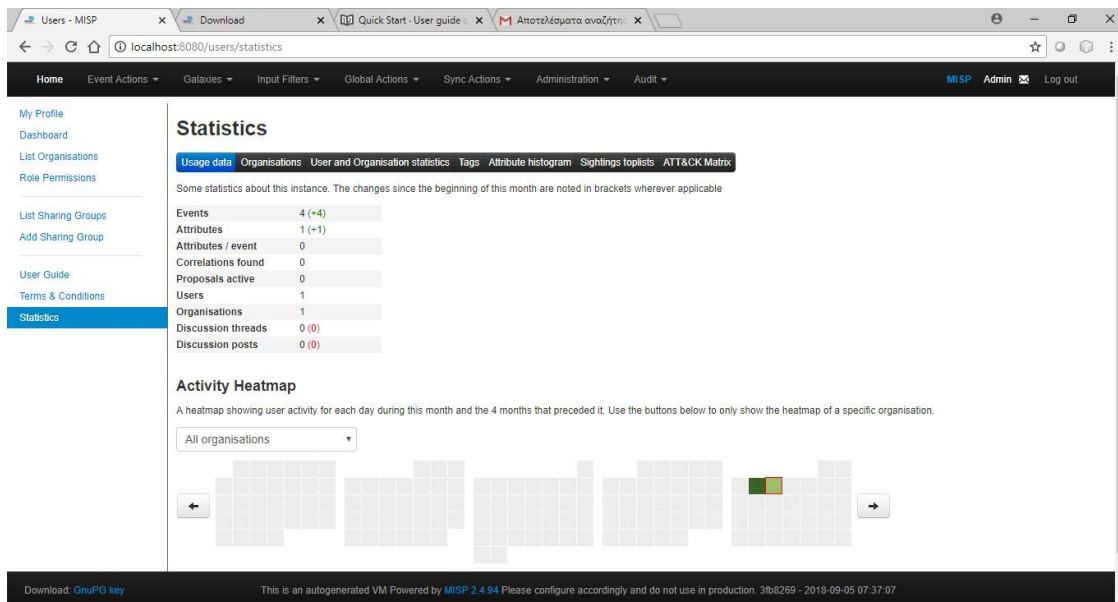 Users - MISP
Download
Quick Start · User guide
Αποτελέσματα αναζήτη
localhost:8080/users/statistics
Home Event Actions Galaxies Input Filters Global Actions Sync Actions Administration Audit MISP Admin Log out
My Profile
Dashboard
List Organisations
Role Permissions
List Sharing Groups
Add Sharing Group
User Guide
Terms & Conditions
Statistics
Statistics
Usage data Organisations User and Organisation statistics Tags Attribute histogram Sightings toplists ATT&CK Matrix
Some statistics about this instance. The changes since the beginning of this month are noted in brackets wherever applicable
Events 4 (+4)
Attributes 1 (+1)
Attributes / event 0
Correlations found 0
Proposals active 0
Users 1
Organisations 1
Discussion threads 0 (0)
Discussion posts 0 (0)
Activity Heatmap
A heatmap showing user activity for each day during this month and the 4 months that preceded it. Use the buttons below to only show the heatmap of a specific organisation.
All organisations
Download: GnuPG key This is an autogenerated VM Powered by MISP 2.4.94 Please configure accordingly and do not use in production. 3fb8269 - 2018-09-05 07:37:07